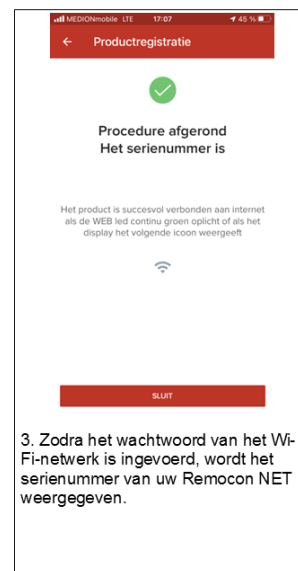 MEDIONmobile LTE 17:07 45 %
Productregistratie
Procedure afgerond
Het serienummer is
Het product is succesvol verbonden aan internet
als de WEB led continu groen oplicht of als het
display het volgende icoon weergeeft
SLUIT
3. Zodra het wachtwoord van het Wi-
Fi-netwerk is ingevoerd, wordt het
serienummer van uw Remocon NET
weergegeven.